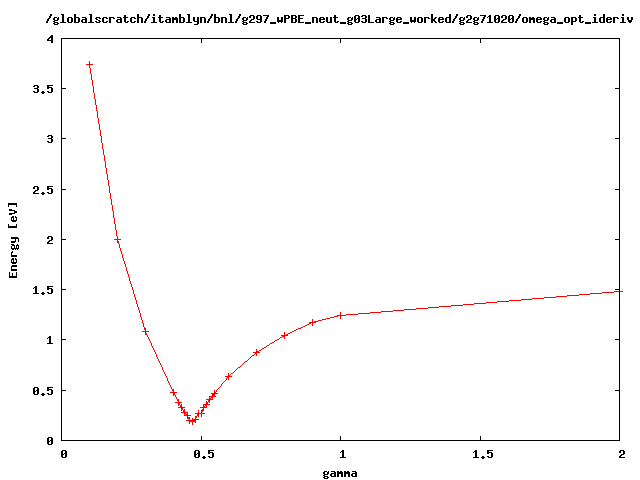 /globalscratch/itamblyn/bnl/g297_wPBE_neut_g03Large_worked/g2g71020/omega_opt_ideriv
4
3.5
3
2.5
2
1.5
1
0.5
0
Energy [eV]
0 0.5 1 1.5 2
gamma